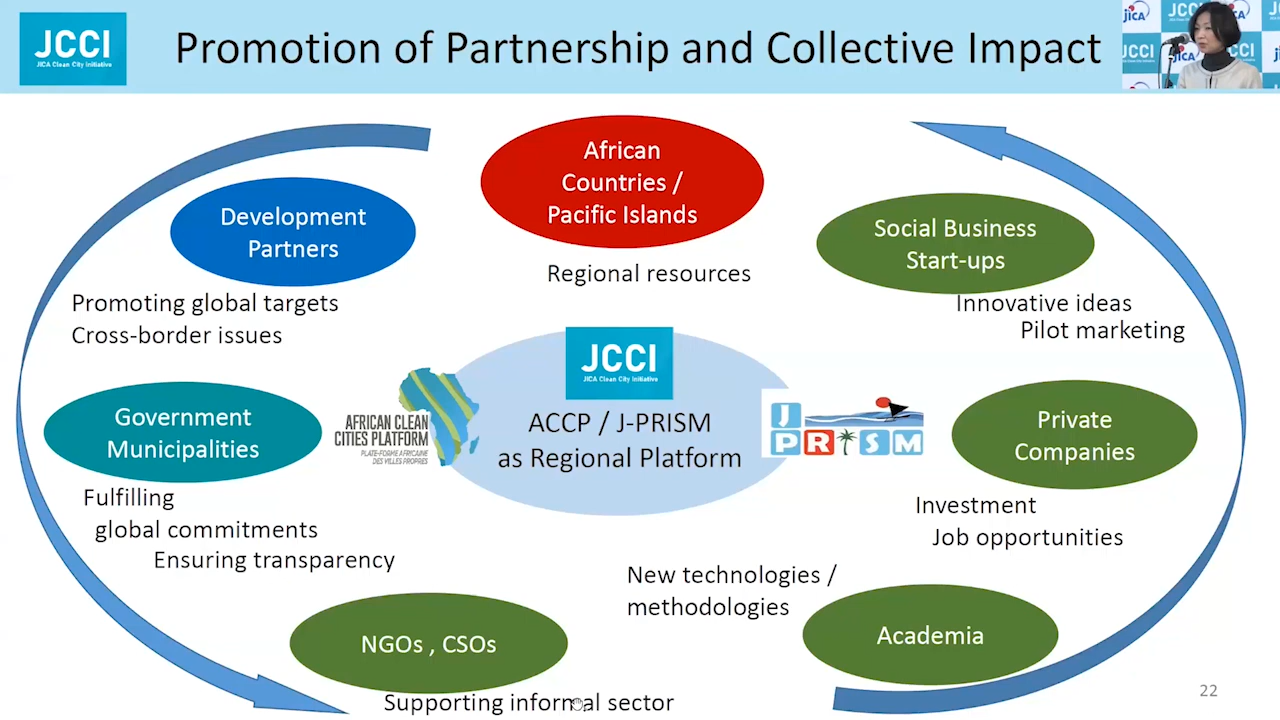 JCCI
JICA Clean City Initiative
Promotion of Partnership and Collective Impact
JICA
JCCI
JICA
African
Countries /
Pacific Islands
Regional resources
Development
Partners
Promoting global targets
Cross-border issues
Social Business
Start-ups
Innovative ideas
Pilot marketing
JCCI
JICA Clean City Initiative
ACCP / J-PRISM
as Regional Platform
AFRICAN CLEAN
CITIES PLATFORM
PLATE-FORME AFRICAINE
DES VILLES PROPRES
J
PRISM
Government
Municipalities
Fulfilling
global commitments
Ensuring transparency
Private
Companies
Investment
Job opportunities
New technologies /
methodologies
NGOs , CSOs
Supporting informal sector
Academia
22